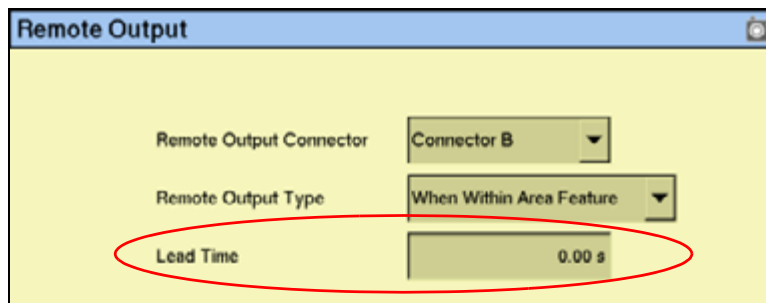 Remote Output
Remote Output Connector Connector B
Remote Output Type When Within Area Feature
Lead Time 0.00 s